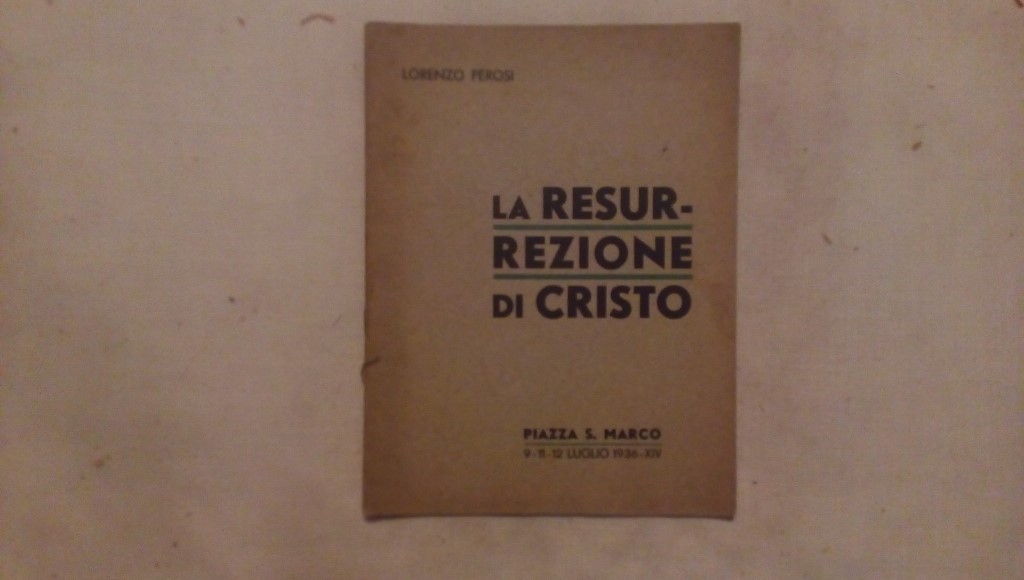 LORENZO PEROSI
LA RESUR-
REZIONE
DI CRISTO
PIAZZA S. MARCO
9-11-12 LUGLIO 1936-XIV